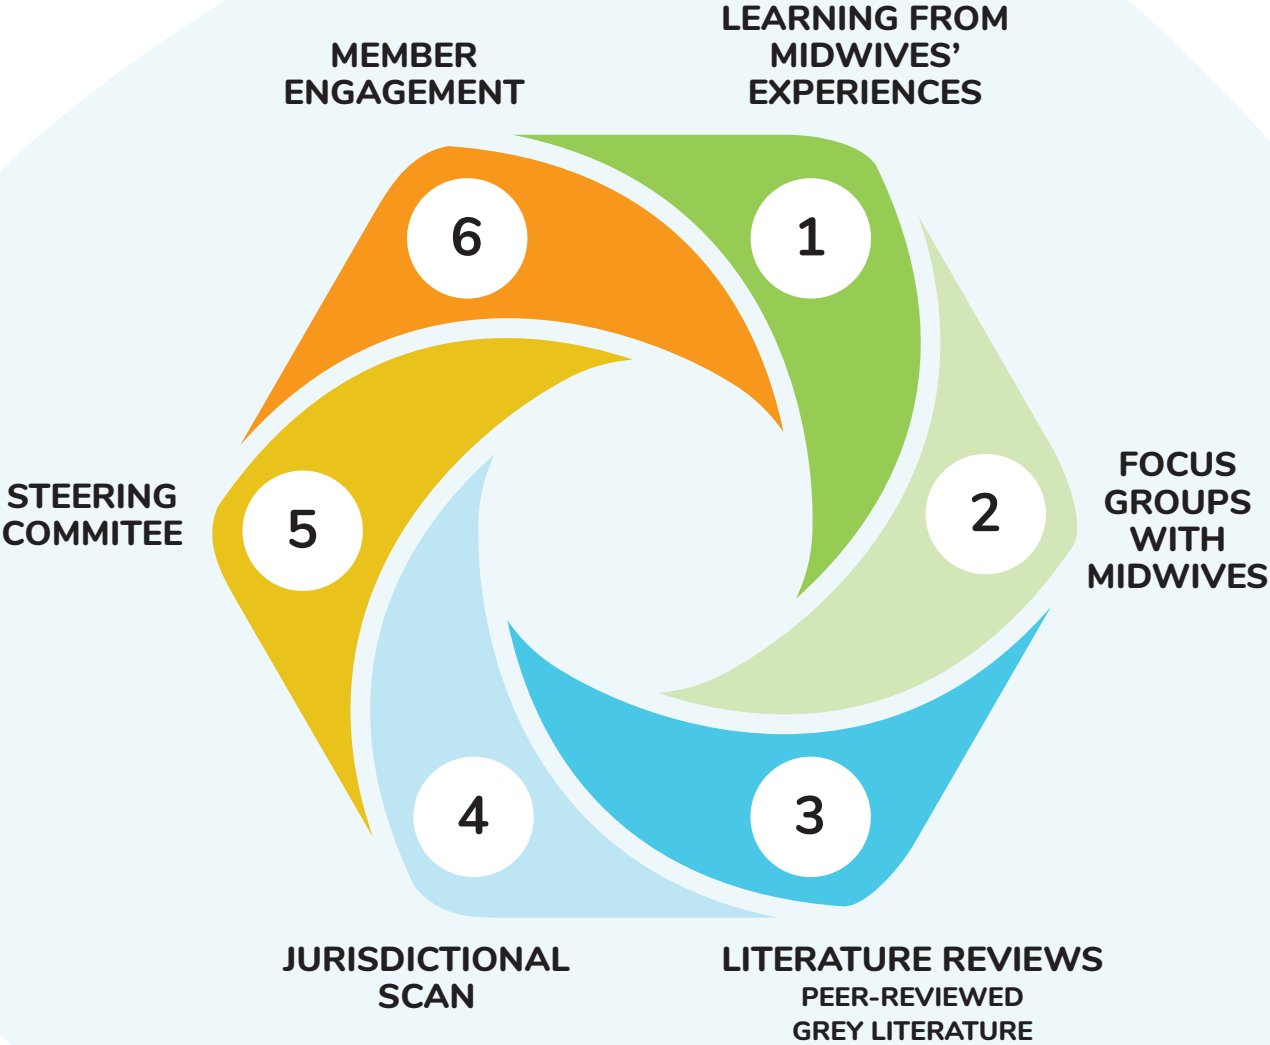 LEARNING FROM
MIDWIVES’
EXPERIENCES
1
FOCUS
GROUPS
WITH
MIDWIVES
2
LITERATURE REVIEWS
PEER-REVIEWED
GREY LITERATURE
3
JURISDICTIONAL
SCAN
4
STEERING
COMMITEE
5
MEMBER
ENGAGEMENT
6